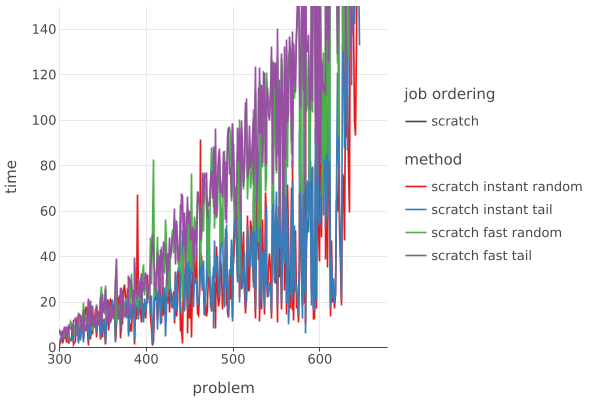 140
120
100
80
60
40
20
0
300
400
500
600
time
problem
job ordering
scratch
method
scratch instant random
scratch instant tail
scratch fast random
scratch fast tail